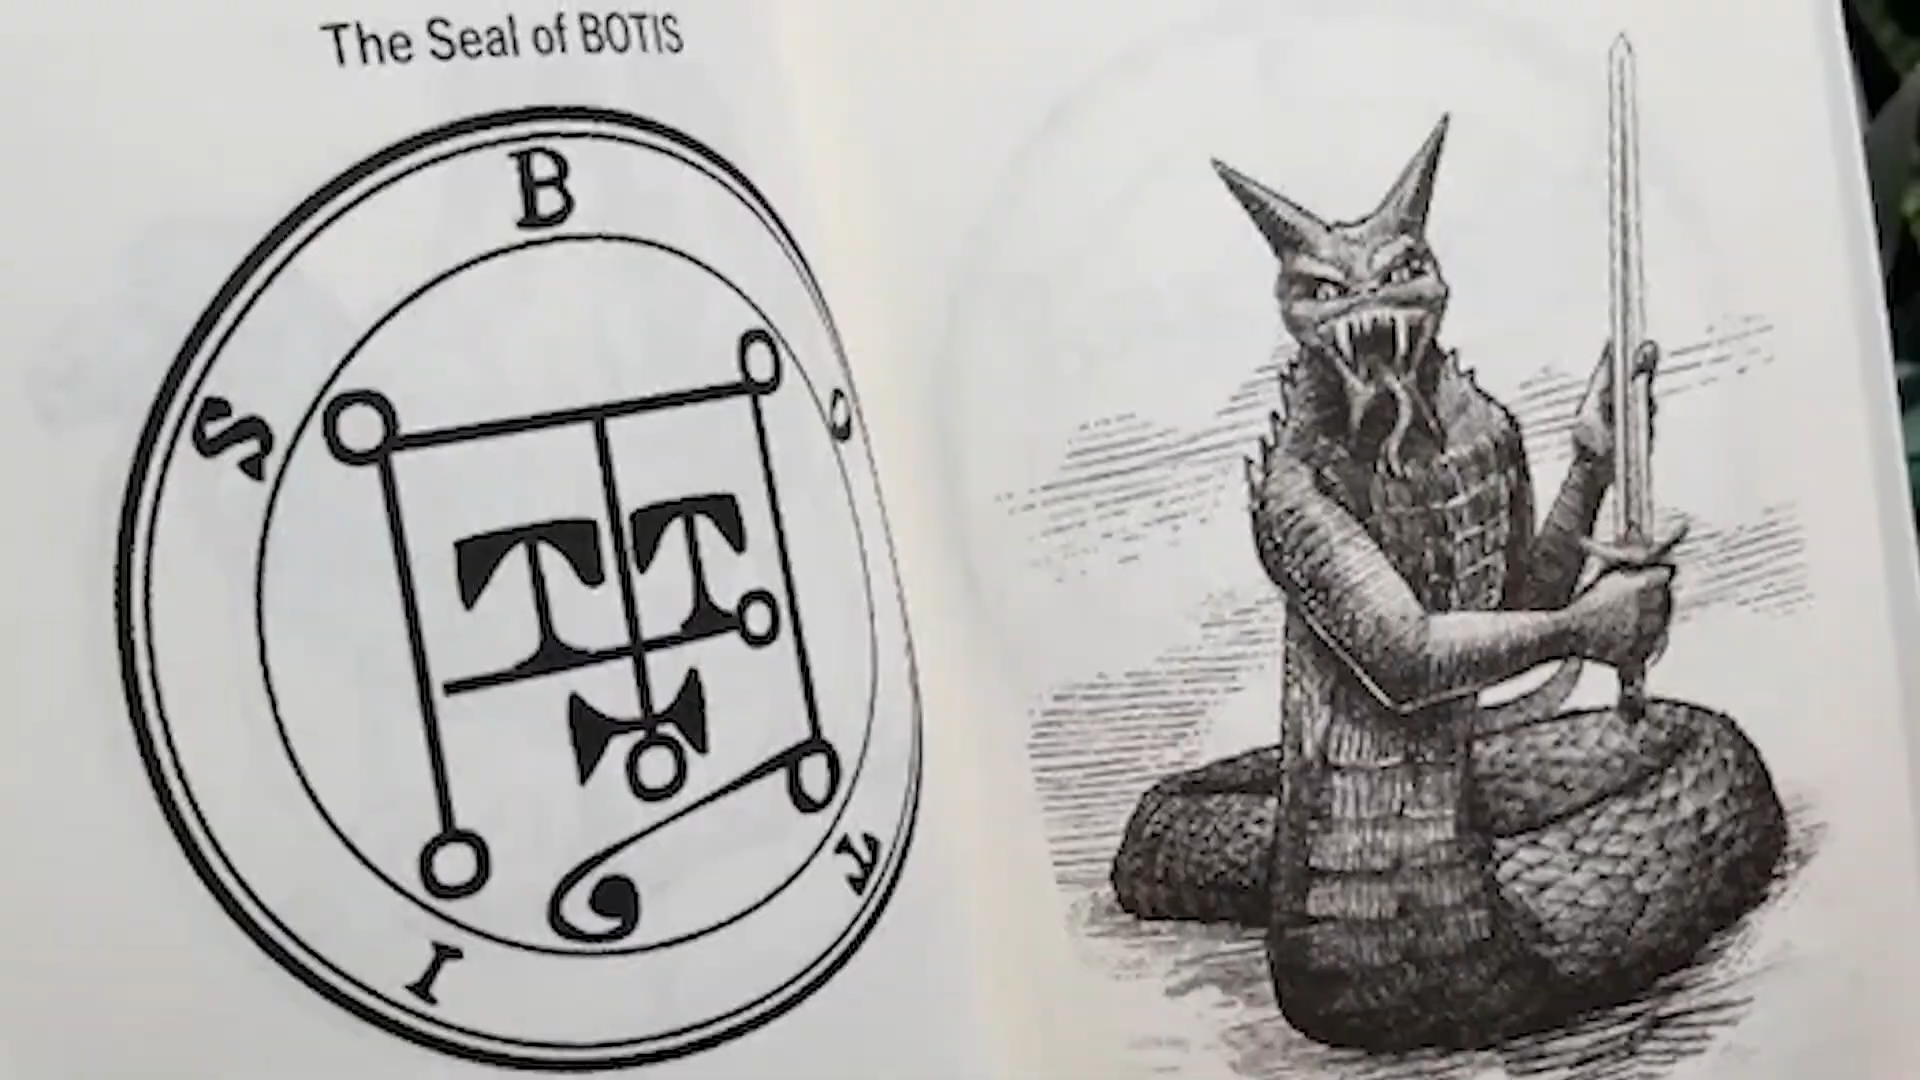 The Seal of BOTIS
B
O
T
I
S